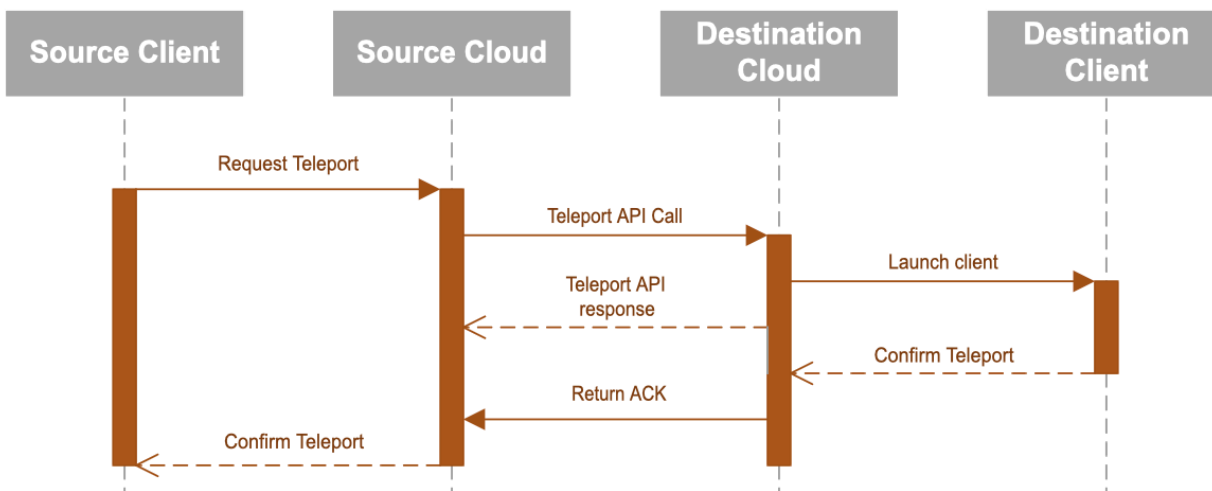 Source Client
Source Cloud
Destination
Cloud
Destination
Client
Request Teleport
Teleport API Call
Launch client
Teleport API
response
Confirm Teleport
Return ACK
Confirm Teleport